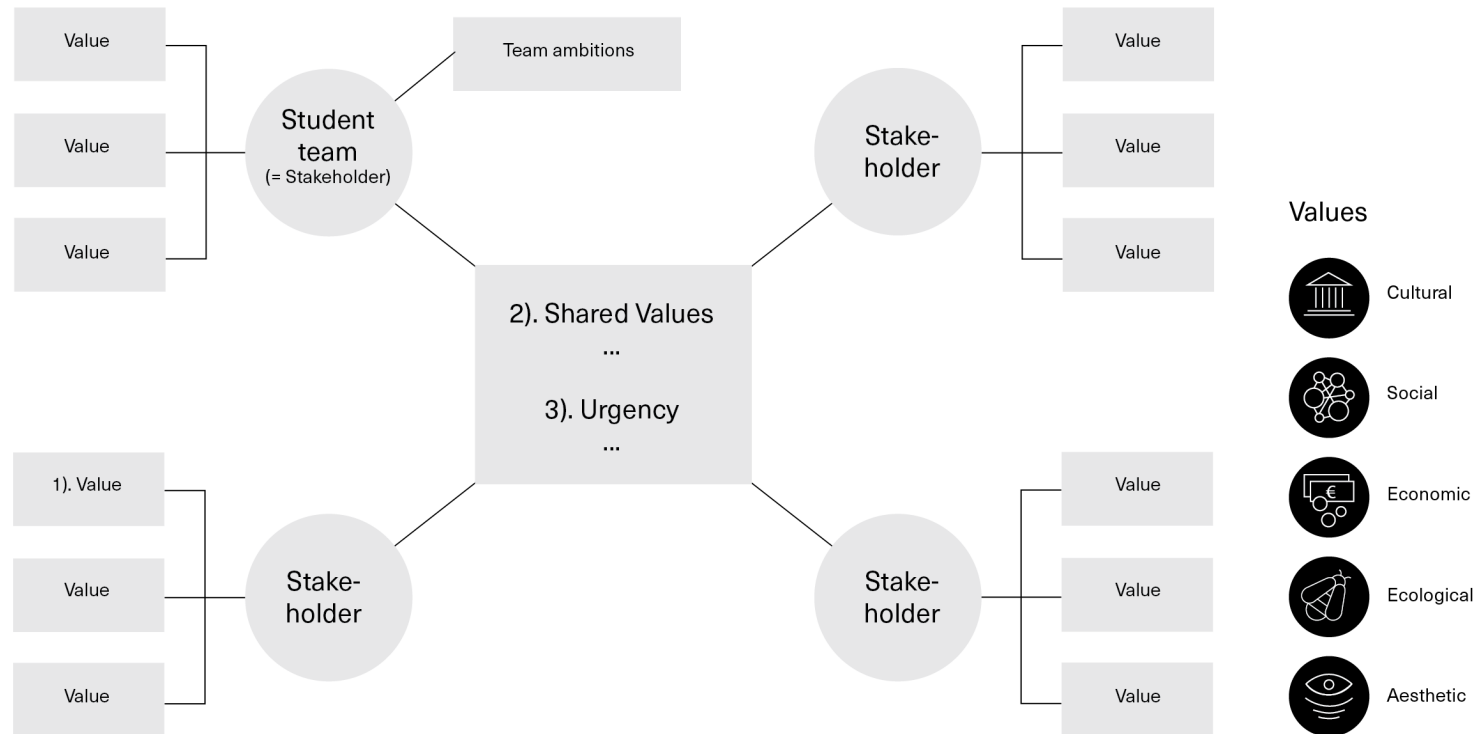 Value
Value
Value
Student
team
(= Stakeholder)
Team ambitions
Stake-
holder
Value
Value
Value
2). Shared Values
...
3). Urgency
...
1). Value
Value
Value
Stake-
holder
Stake-
holder
Value
Value
Value
Values
Cultural
Social
€
Economic
Ecological
Aesthetic